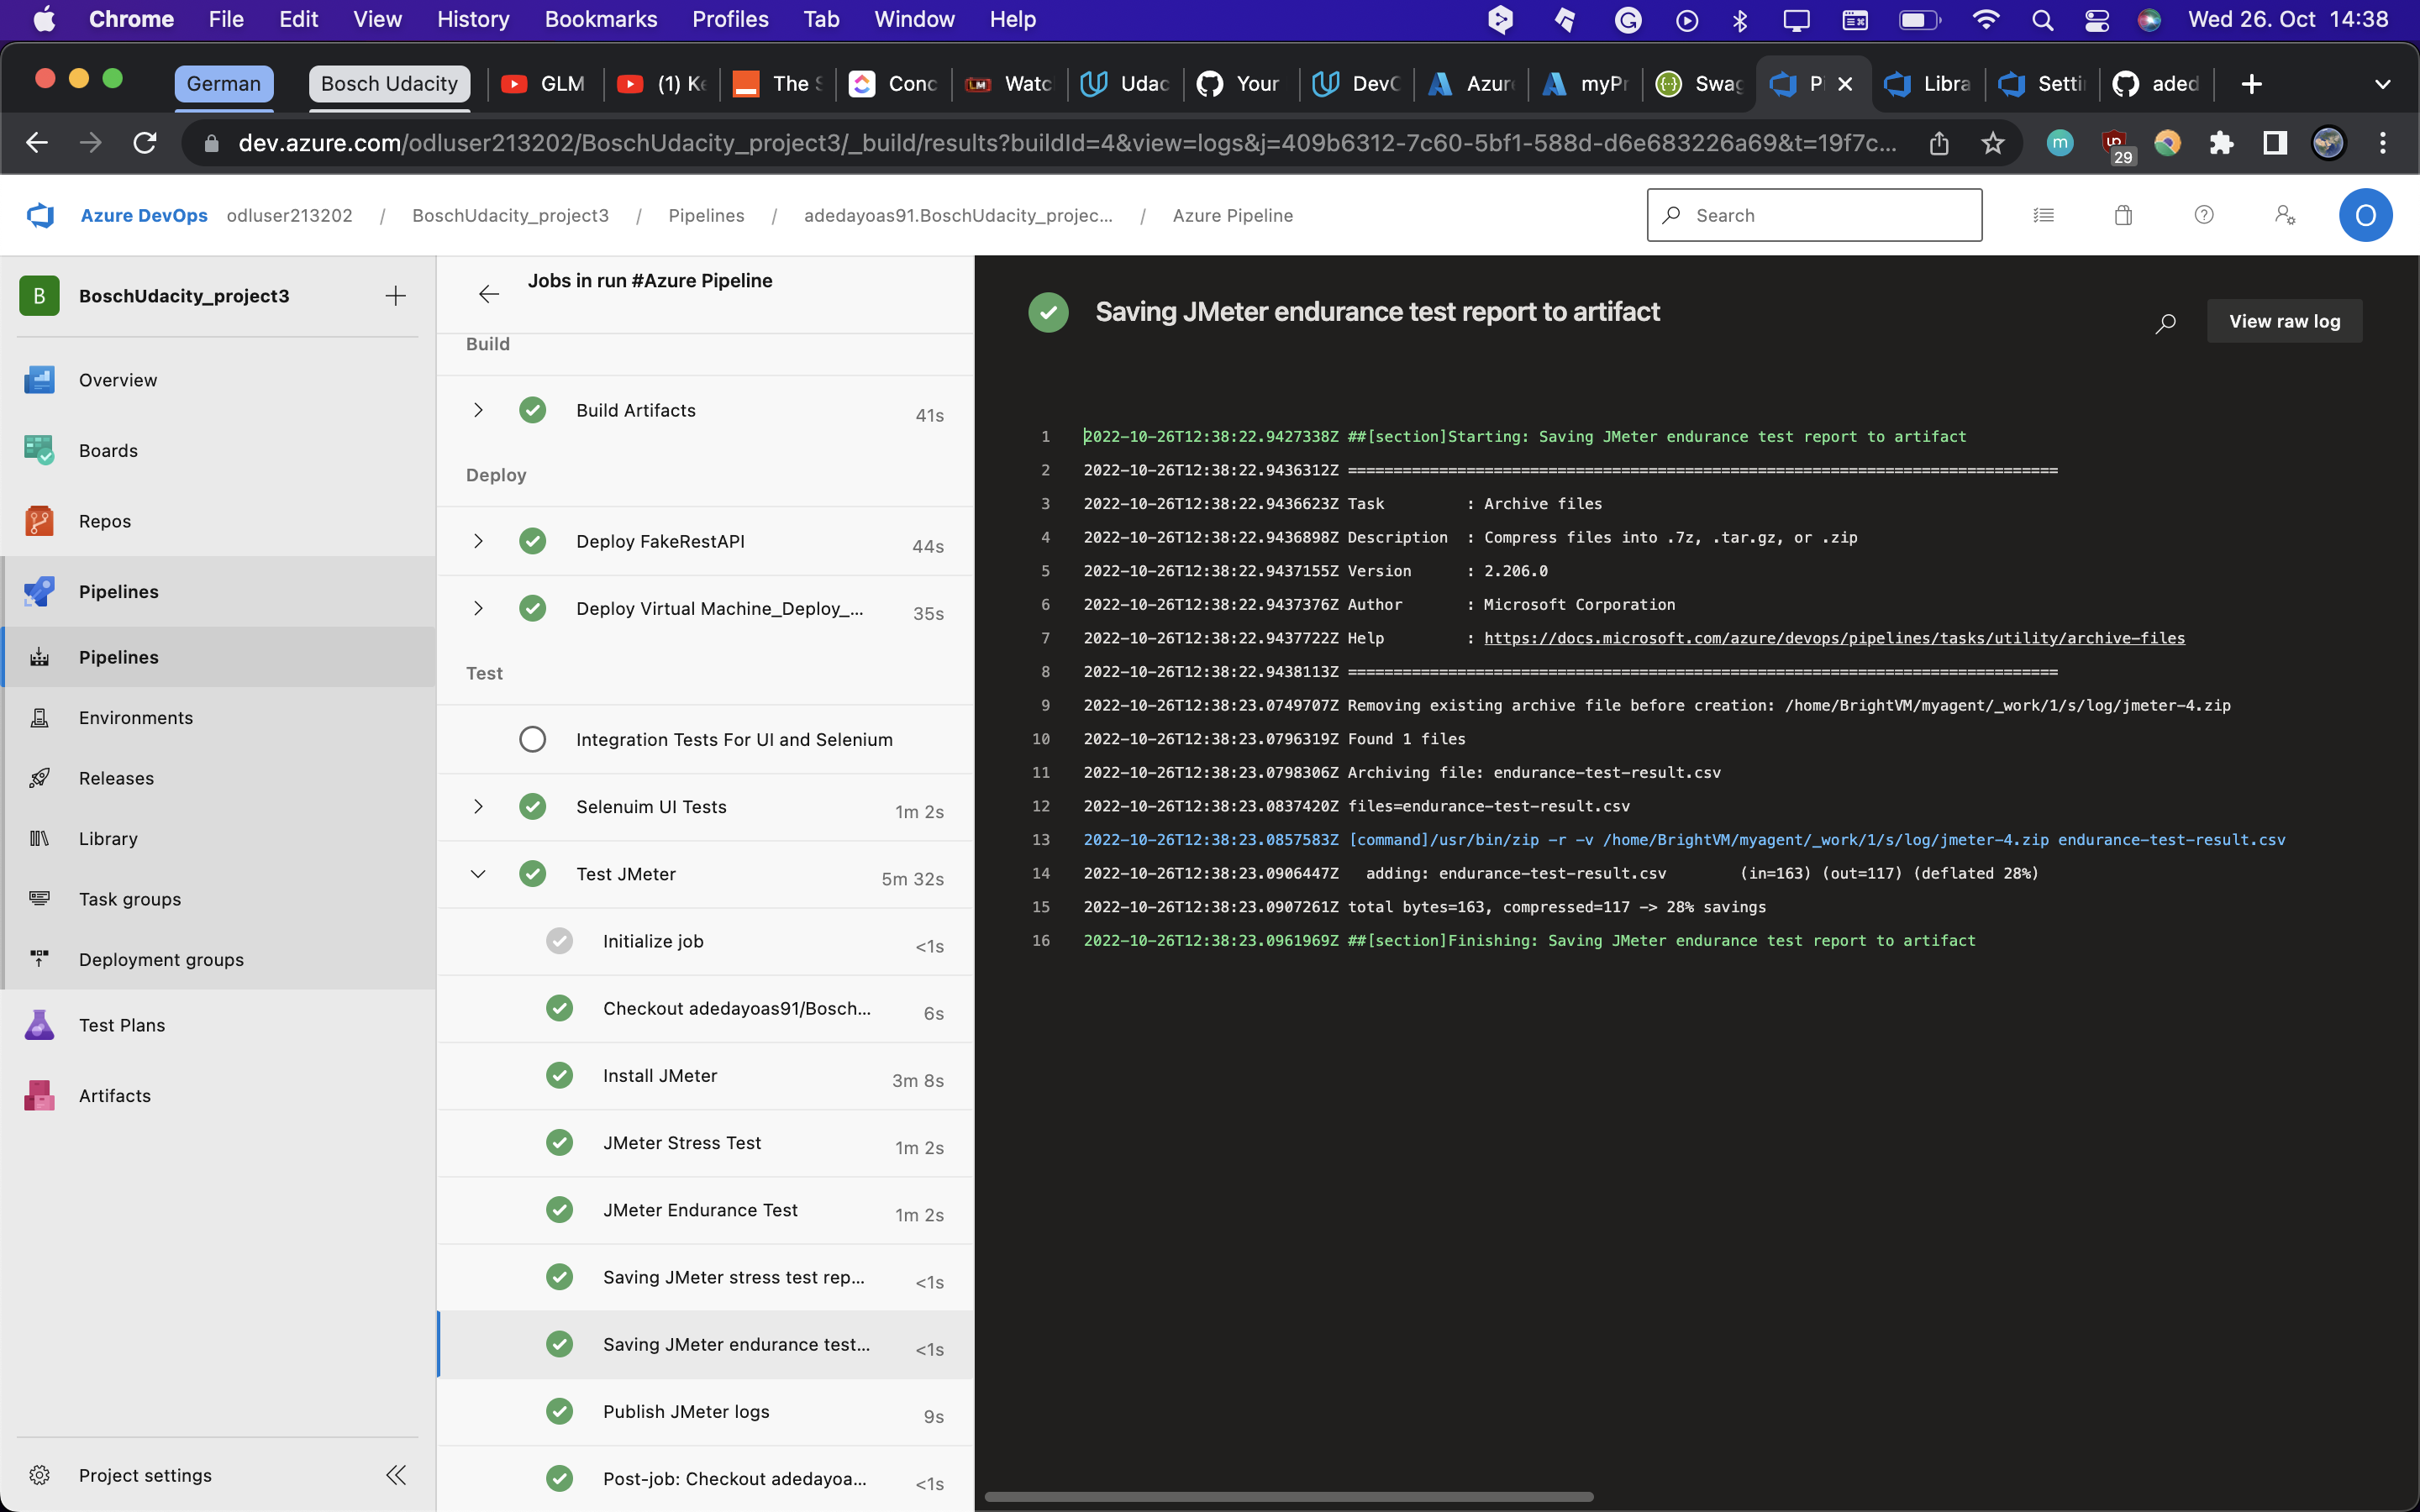 Chrome File Edit View History Bookmarks Profiles Tab Window Help Wed 26. Oct 14:38
German Bosch Udacity GLM (1) Ke The S Conc Watc Udac Your DevC Azur myPr Swag Pi Libra Setti aded
dev.azure.com/odluser213202/BoschUdacity_project3/_build/results?buildId=4&view=logs&j=409b6312-7c60-5bf1-588d-d6e683226a69&t=19f7c... m 29
Azure DevOps odluser213202 / BoschUdacity_project3 / Pipelines / adedayoas91.BoschUdacity_projec... / Azure Pipeline Search O
B BoschUdacity_project3
Overview
Boards
Repos
Pipelines
Pipelines
Environments
Releases
Library
Task groups
Deployment groups
Test Plans
Artifacts
Project settings
Jobs in run #Azure Pipeline
Build
Build Artifacts 41s
Deploy
Deploy FakeRestAPI 44s
Deploy Virtual Machine_Deploy_... 35s
Test
Integration Tests For UI and Selenium
Selenuim UI Tests 1m 2s
Test JMeter 5m 32s
Initialize job <1s
Checkout adedayoas91/Bosch... 6s
Install JMeter 3m 8s
JMeter Stress Test 1m 2s
JMeter Endurance Test 1m 2s
Saving JMeter stress test rep... <1s
Saving JMeter endurance test... <1s
Publish JMeter logs 9s
Post-job: Checkout adedayoa... <1s
Saving JMeter endurance test report to artifact
View raw log
1 2022-10-26T12:38:22.9427338Z ##[section]Starting: Saving JMeter endurance test report to artifact
2 2022-10-26T12:38:22.9436312Z ==============================================================================
3 2022-10-26T12:38:22.9436623Z Task : Archive files
4 2022-10-26T12:38:22.9436898Z Description : Compress files into .7z, .tar.gz, or .zip
5 2022-10-26T12:38:22.9437155Z Version : 2.206.0
6 2022-10-26T12:38:22.9437376Z Author : Microsoft Corporation
7 2022-10-26T12:38:22.9437722Z Help : https://docs.microsoft.com/azure/devops/pipelines/tasks/utility/archive-files
8 2022-10-26T12:38:22.9438113Z ==============================================================================
9 2022-10-26T12:38:23.0749707Z Removing existing archive file before creation: /home/BrightVM/myagent/_work/1/s/log/jmeter-4.zip
10 2022-10-26T12:38:23.0796319Z Found 1 files
11 2022-10-26T12:38:23.0798306Z Archiving file: endurance-test-result.csv
12 2022-10-26T12:38:23.0837420Z files=endurance-test-result.csv
13 2022-10-26T12:38:23.0857583Z [command]/usr/bin/zip -r -v /home/BrightVM/myagent/_work/1/s/log/jmeter-4.zip endurance-test-result.csv
14 2022-10-26T12:38:23.0906447Z adding: endurance-test-result.csv (in=163) (out=117) (deflated 28%)
15 2022-10-26T12:38:23.0907261Z total bytes=163, compressed=117 -> 28% savings
16 2022-10-26T12:38:23.0961969Z ##[section]Finishing: Saving JMeter endurance test report to artifact